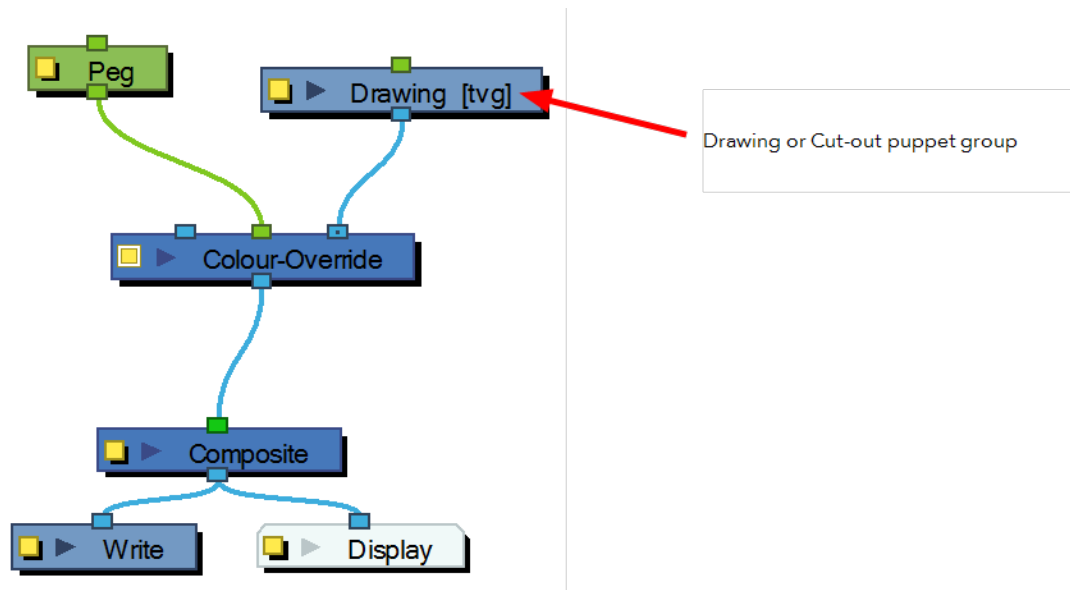 Peg
Drawing [tvg]
Drawing or Cut-out puppet group
Colour-Override
Composite
Write
Display